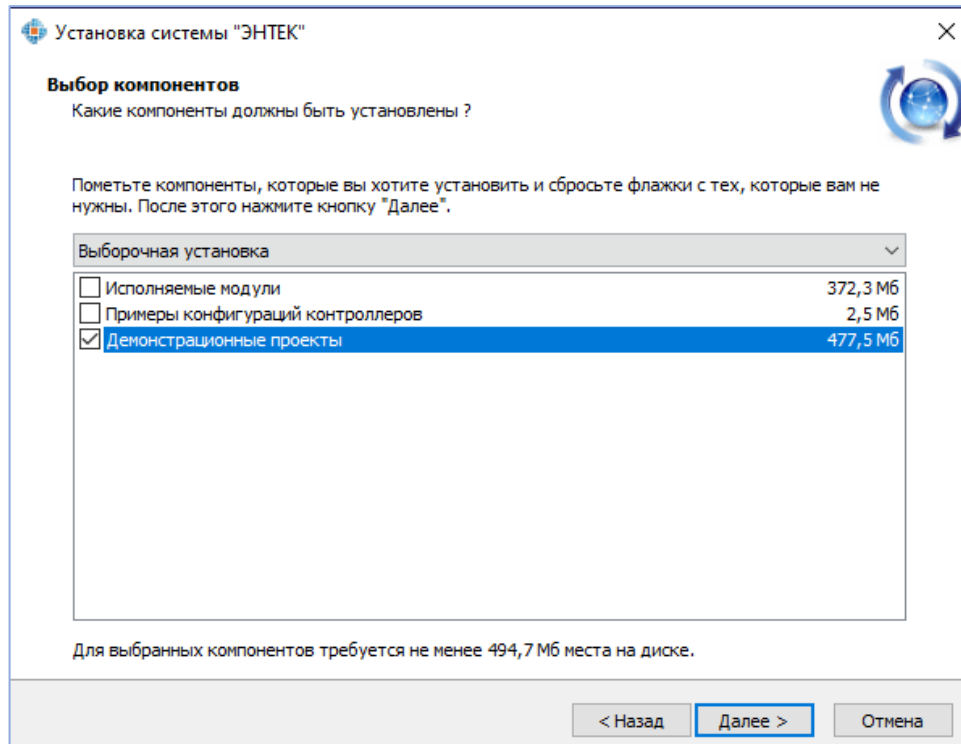 Установка системы "ЭНТЕК"
Выбор компонентов
Какие компоненты должны быть установлены ?
Пометьте компоненты, которые вы хотите установить и сбросьте флажки с тех, которые вам не
нужны. После этого нажмите кнопку "Далее".
Выборочная установка
Исполняемые модули 372,3 Мб
Примеры конфигураций контроллеров 2,5 Мб
Демонстрационные проекты 477,5 Мб
Для выбранных компонентов требуется не менее 494,7 Мб места на диске.
< Назад Далее > Отмена